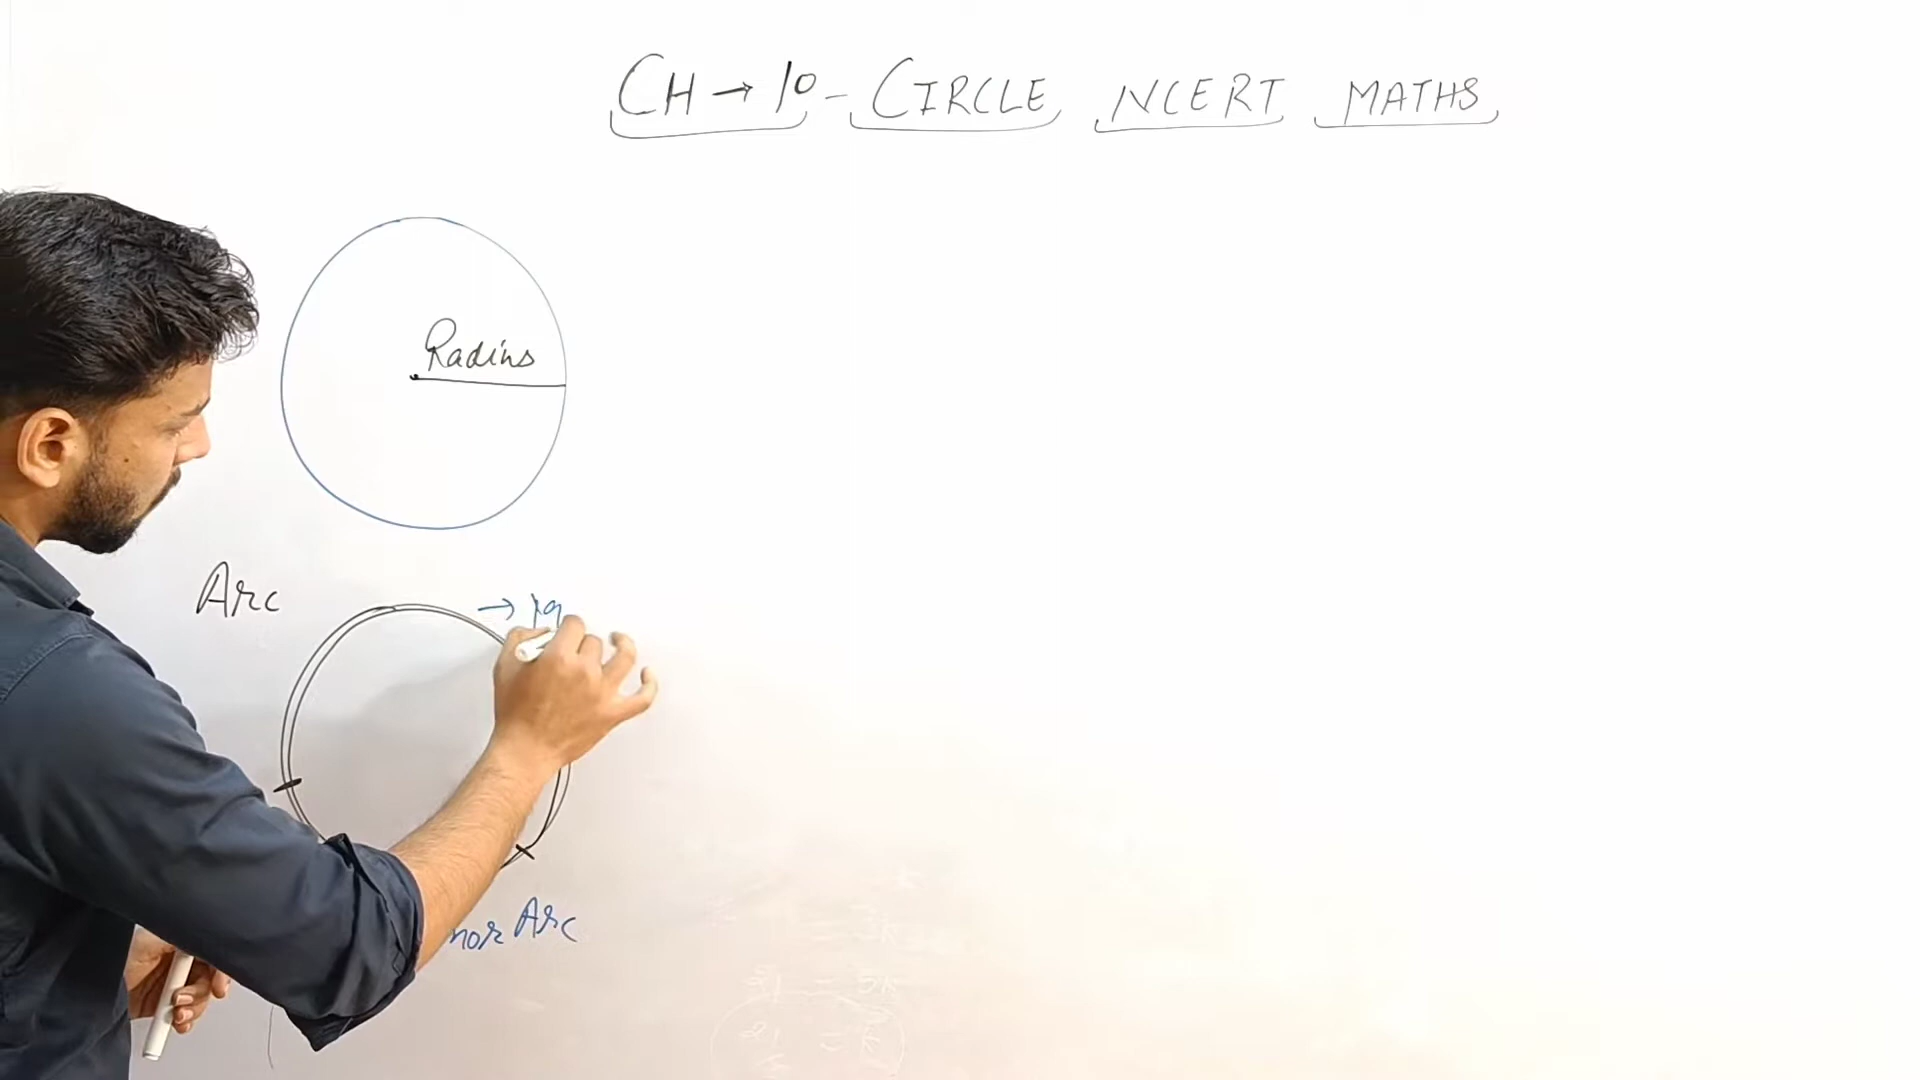 CH → 10 - CIRCLE NCERT MATHS
Radius
Arc
→
Arc